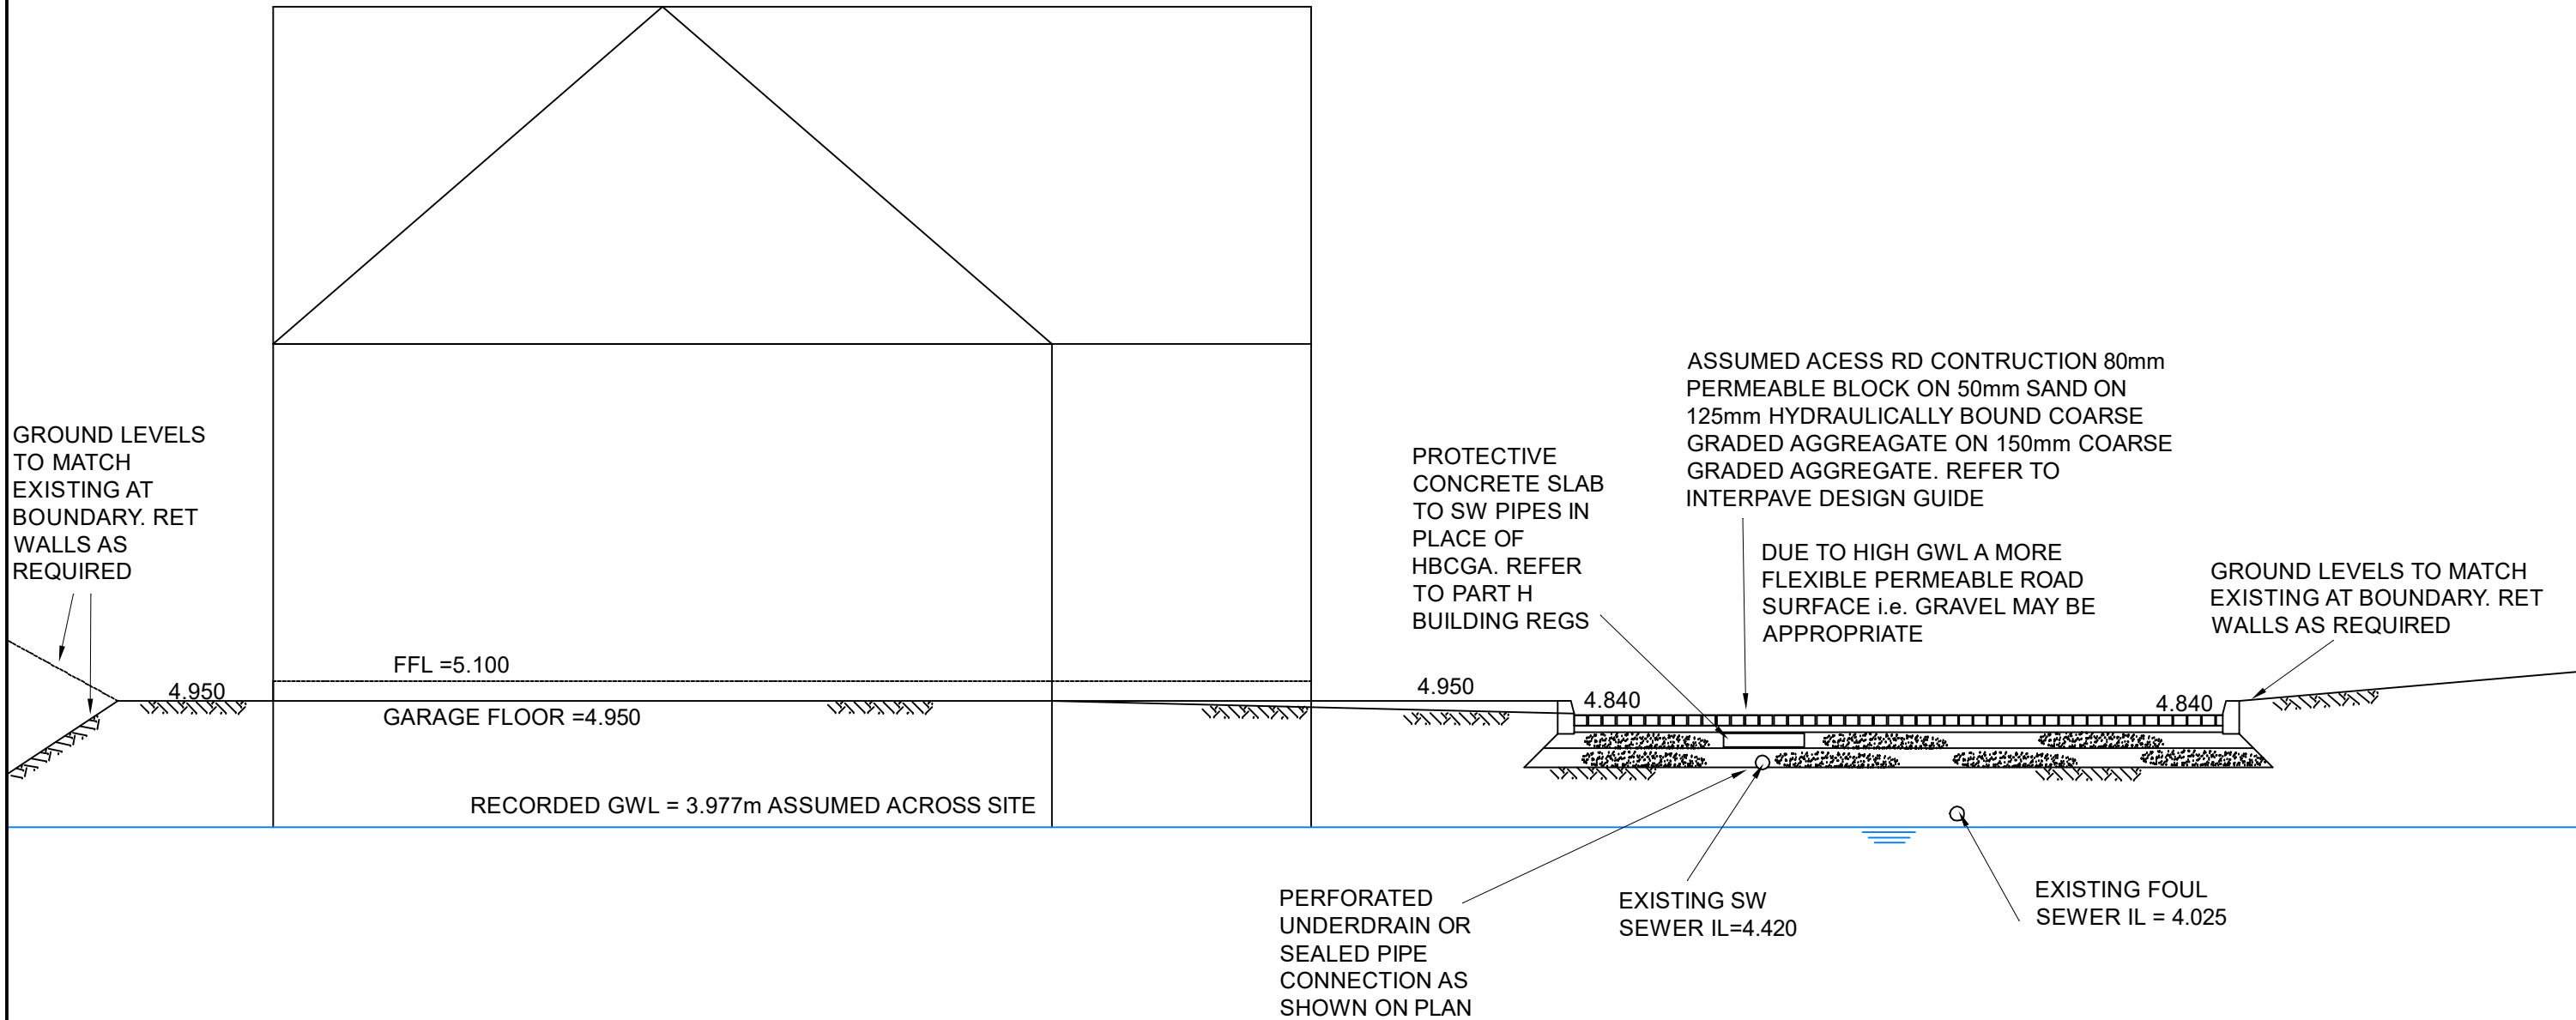 GROUND LEVELS
TO MATCH
EXISTING AT
BOUNDARY. RET
WALLS AS
REQUIRED
4.950
FFL =5.100
GARAGE FLOOR =4.950
RECORDED GWL = 3.977m ASSUMED ACROSS SITE
PROTECTIVE
CONCRETE SLAB
TO SW PIPES IN
PLACE OF
HBCGA. REFER
TO PART H
BUILDING REGS
ASSUMED ACESS RD CONTRUCTION 80mm
PERMEABLE BLOCK ON 50mm SAND ON
125mm HYDRAULICALLY BOUND COARSE
GRADED AGGREAGATE ON 150mm COARSE
GRADED AGGREGATE. REFER TO
INTERPAVE DESIGN GUIDE
DUE TO HIGH GWL A MORE
FLEXIBLE PERMEABLE ROAD
SURFACE i.e. GRAVEL MAY BE
APPROPRIATE
GROUND LEVELS TO MATCH
EXISTING AT BOUNDARY. RET
WALLS AS REQUIRED
4.950
4.840
4.840
PERFORATED
UNDERDRAIN OR
SEALED PIPE
CONNECTION AS
SHOWN ON PLAN
EXISTING SW
SEWER IL=4.420
EXISTING FOUL
SEWER IL = 4.025